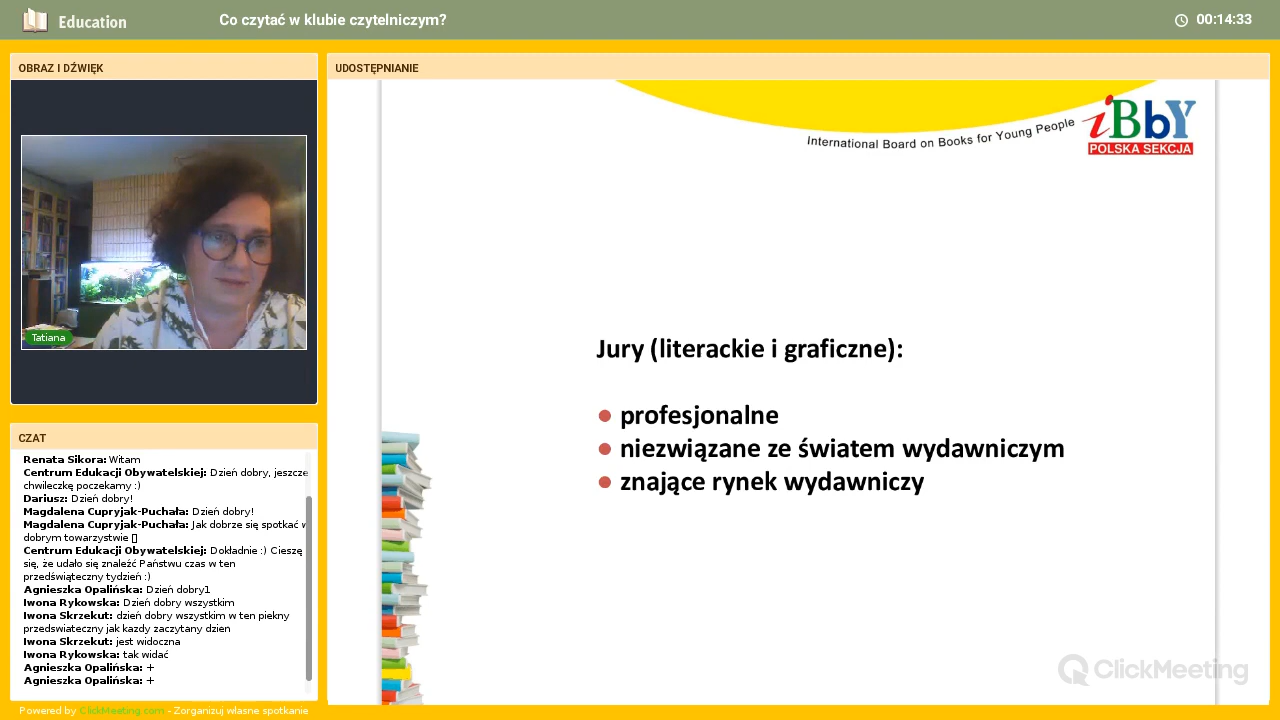 Education
Co czytać w klubie czytelniczym?
00:14:33
OBRAZ I DŹWIĘK
Tatiana
CZAT
Renata Sikora: Witam
Centrum Edukacji Obywatelskiej: Dzień dobry, jeszcze
chwileczkę poczekamy :)
Dariusz: Dzień dobry!
Magdalena Cupryjak-Puchała: Dzień dobry!
Magdalena Cupryjak-Puchała: Jak dobrze się spotkać w
dobrym towarzystwie []
Centrum Edukacji Obywatelskiej: Dokładnie :) Cieszę
się, że udało się znaleźć Państwu czas w ten
przedświąteczny tydzień :)
Agnieszka Opalińska: Dzień dobry1
Iwona Rykowska: Dzień dobry wszystkim
Iwona Skrzekut: dzień dobry wszystkim w ten piekny
przedswiateczny jak kazdy zaczytany dzien
Iwona Skrzekut: jest widoczna
Iwona Rykowska: tak widać
Agnieszka Opalińska: +
Agnieszka Opalińska: +
Powered by ClickMeeting.com - Zorganizuj własne spotkanie
UDOSTĘPNIANIE
International Board on Books for Young People
iBbY
POLSKA SEKCJA
Jury (literackie i graficzne):
● profesjonalne
● niezwiązane ze światem wydawniczym
● znające rynek wydawniczy
ClickMeeting